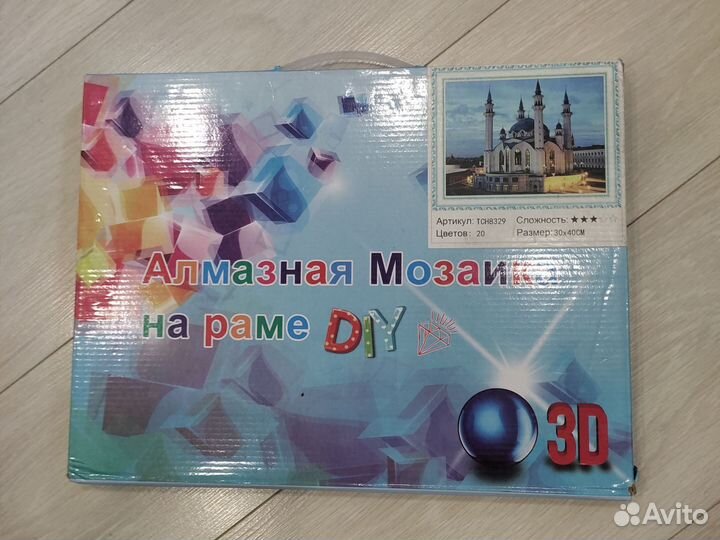 Артикул: TCH8329 Сложность: ★★★☆☆
Цветов: 20 Размер: 30x40CM
Алмазная Мозаика
на раме DIY
3D
Avito